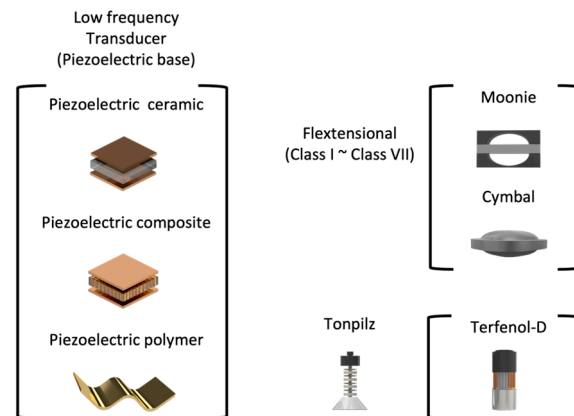 Low frequency
Transducer
(Piezoelectric base)
Piezoelectric ceramic
Piezoelectric composite
Piezoelectric polymer
Flextensional
(Class I ~ Class VII)
Moonie
Cymbal
Tonpilz
Terfenol-D